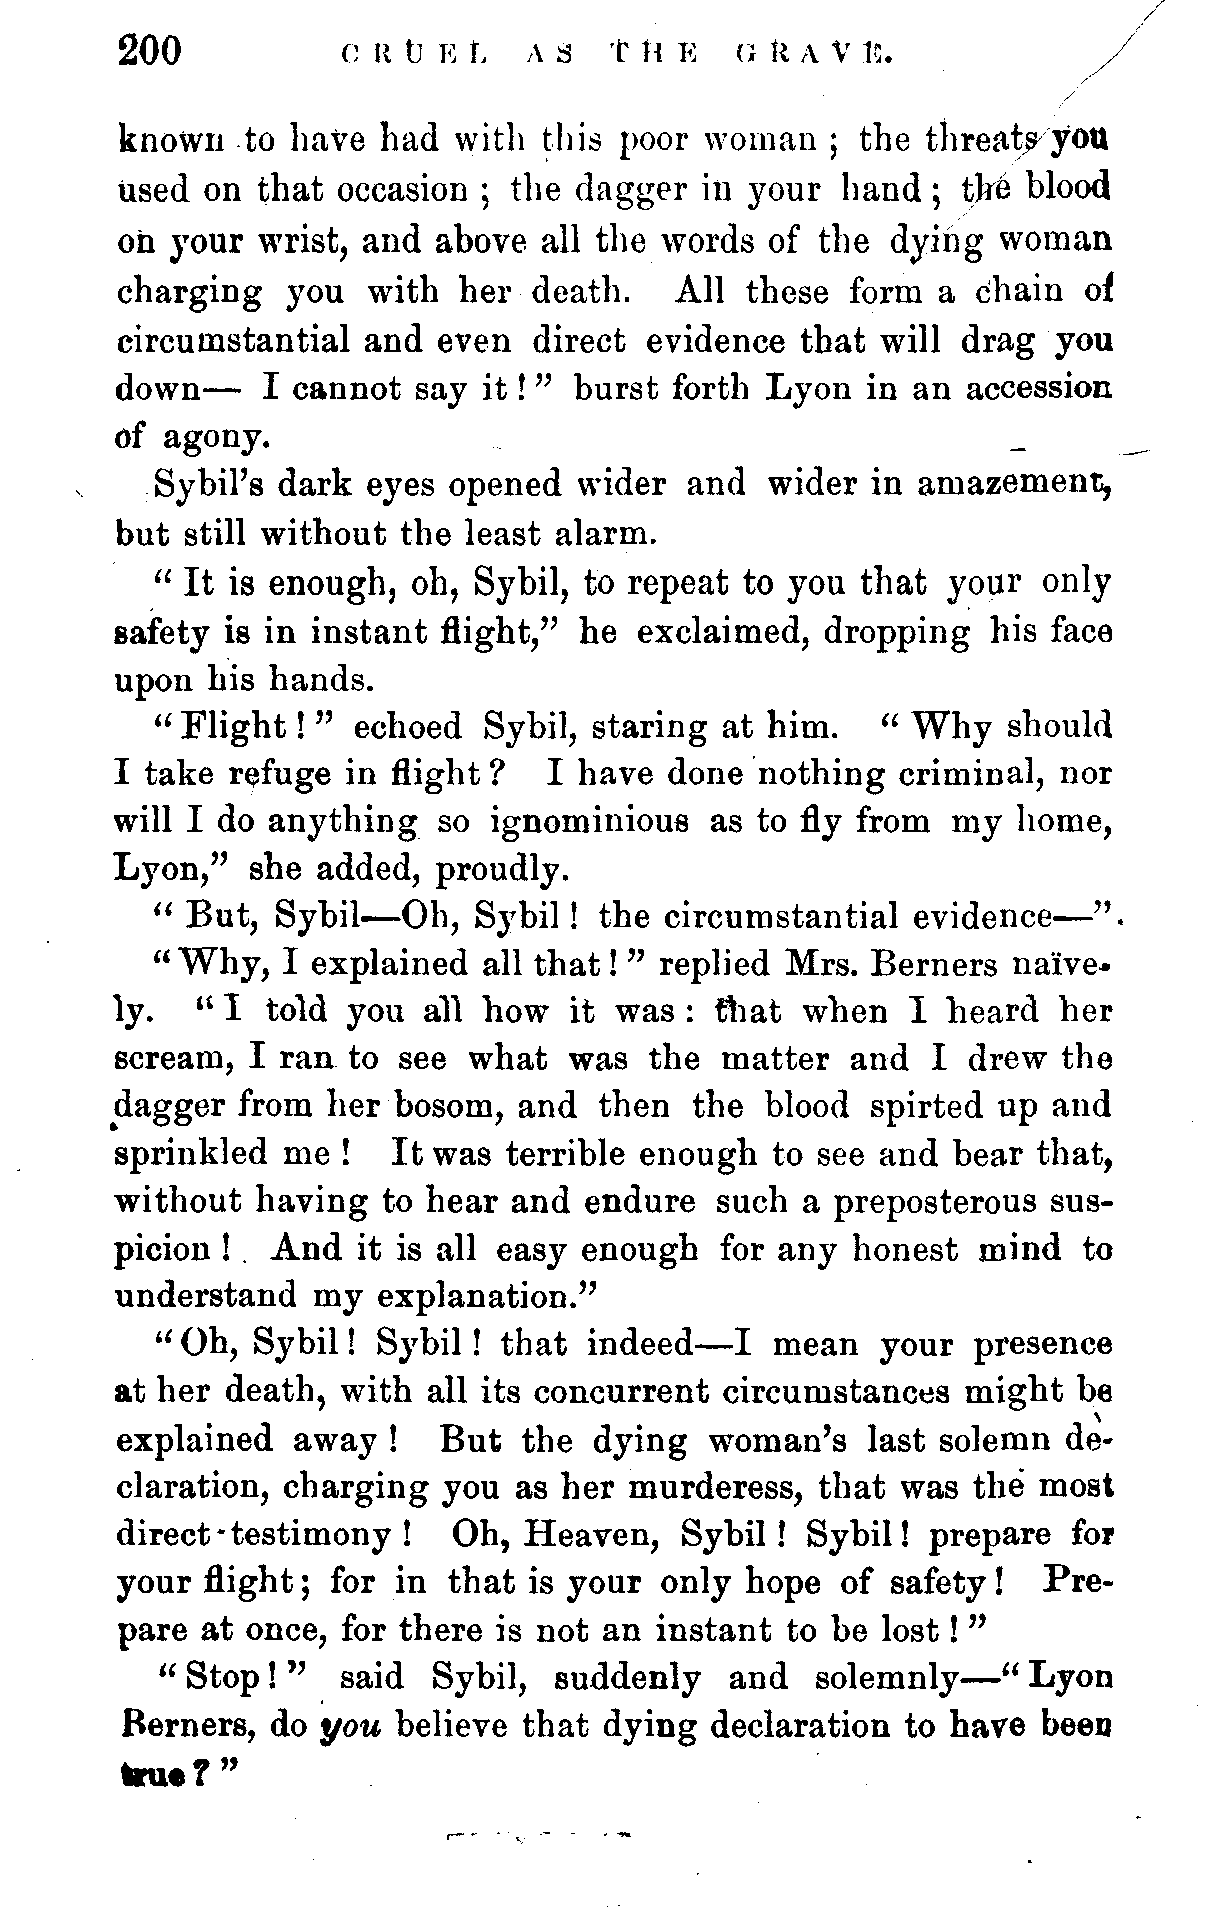 200 CRUEL AS THE GRAVE.
known to have had with this poor woman ; the threats you
used on that occasion ; the dagger in your hand ; the blood
on your wrist, and above all the words of the dying woman
charging you with her death. All these form a chain of
circumstantial and even direct evidence that will drag you
down— I cannot say it ! ” burst forth Lyon in an accession
of agony.
Sybil’s dark eyes opened wider and wider in amazement,
but still without the least alarm.
“ It is enough, oh, Sybil, to repeat to you that your only
safety is in instant flight,” he exclaimed, dropping his face
upon his hands.
“ Flight ! ” echoed Sybil, staring at him. “ Why should
I take refuge in flight ? I have done nothing criminal, nor
will I do anything so ignominious as to fly from my home,
Lyon,” she added, proudly.
“ But, Sybil—Oh, Sybil ! the circumstantial evidence—”.
“ Why, I explained all that ! ” replied Mrs. Berners naïve-
ly. “ I told you all how it was : that when I heard her
scream, I ran to see what was the matter and I drew the
dagger from her bosom, and then the blood spirted up and
sprinkled me ! It was terrible enough to see and bear that,
without having to hear and endure such a preposterous sus-
picion ! And it is all easy enough for any honest mind to
understand my explanation.”
“ Oh, Sybil ! Sybil ! that indeed—I mean your presence
at her death, with all its concurrent circumstances might be
explained away ! But the dying woman’s last solemn de-
claration, charging you as her murderess, that was the most
direct testimony ! Oh, Heaven, Sybil ! Sybil ! prepare for
your flight ; for in that is your only hope of safety ! Pre-
pare at once, for there is not an instant to be lost ! ”
“ Stop ! ” said Sybil, suddenly and solemnly—“ Lyon
Berners, do you believe that dying declaration to have been
true ? ”